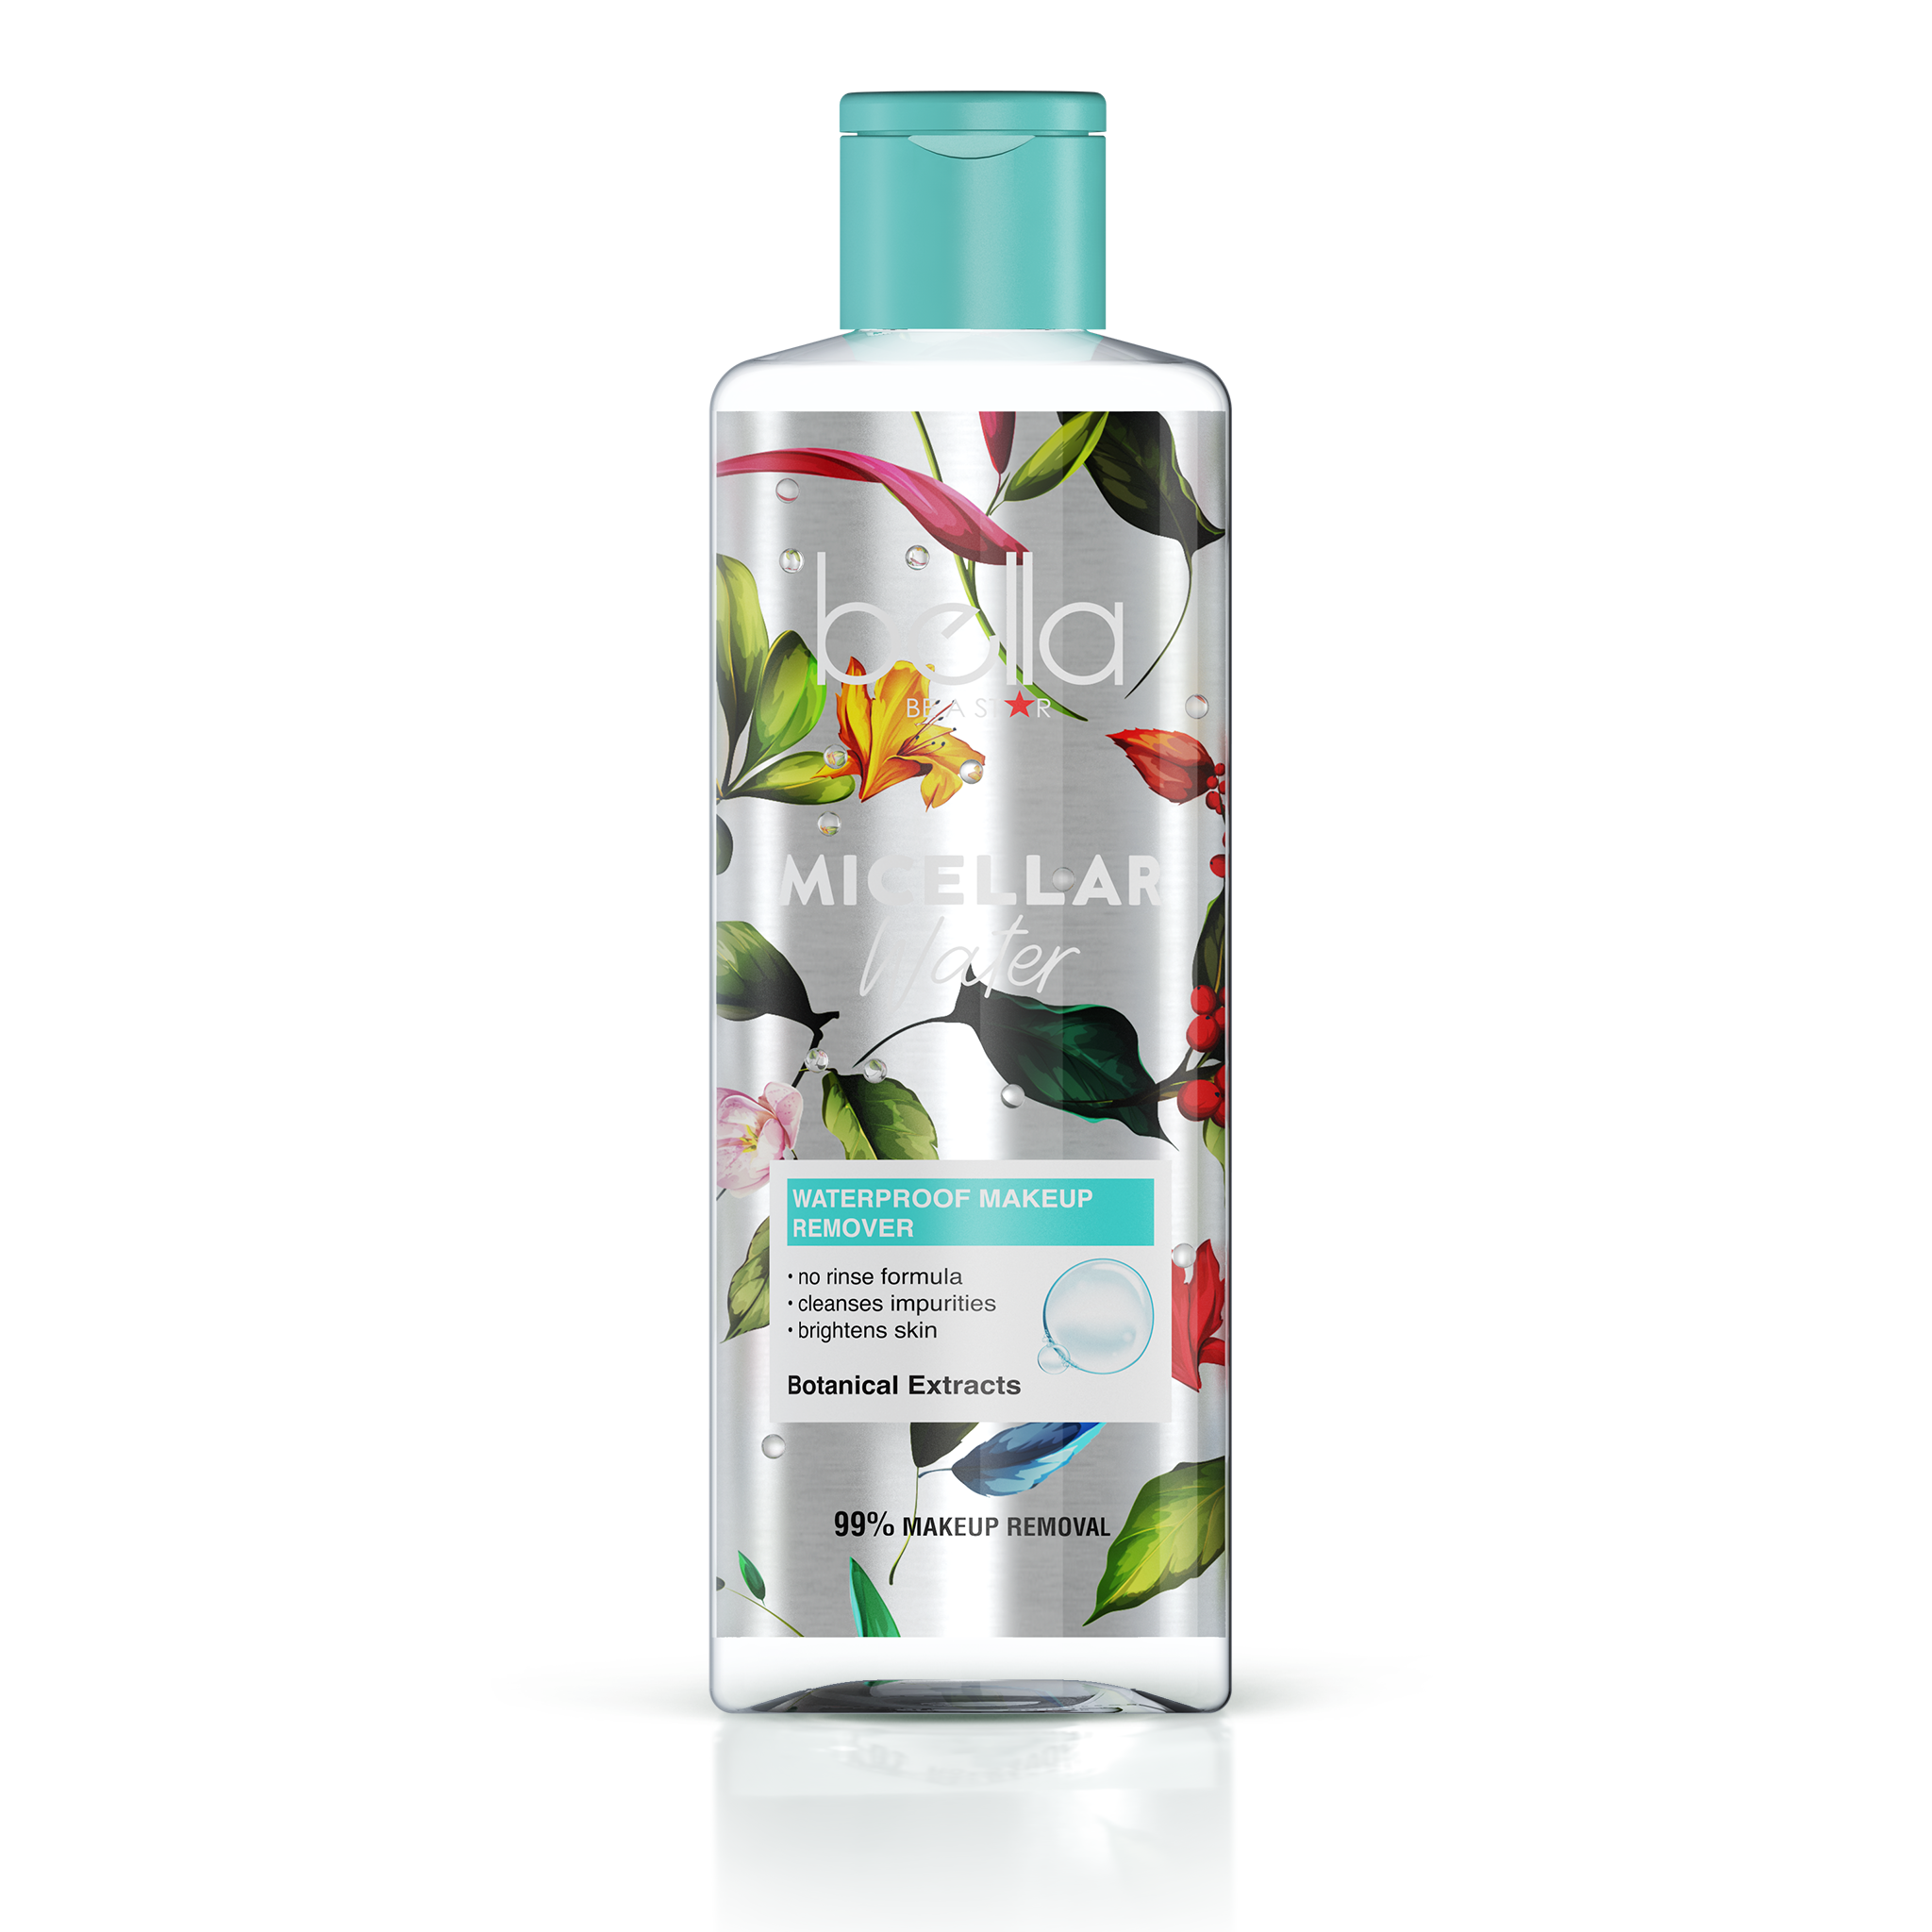 bella
BE A ST★R
MICELLAR
Water
WATERPROOF MAKEUP
REMOVER
• no rinse formula
• cleanses impurities
• brightens skin
Botanical Extracts
99% MAKEUP REMOVAL